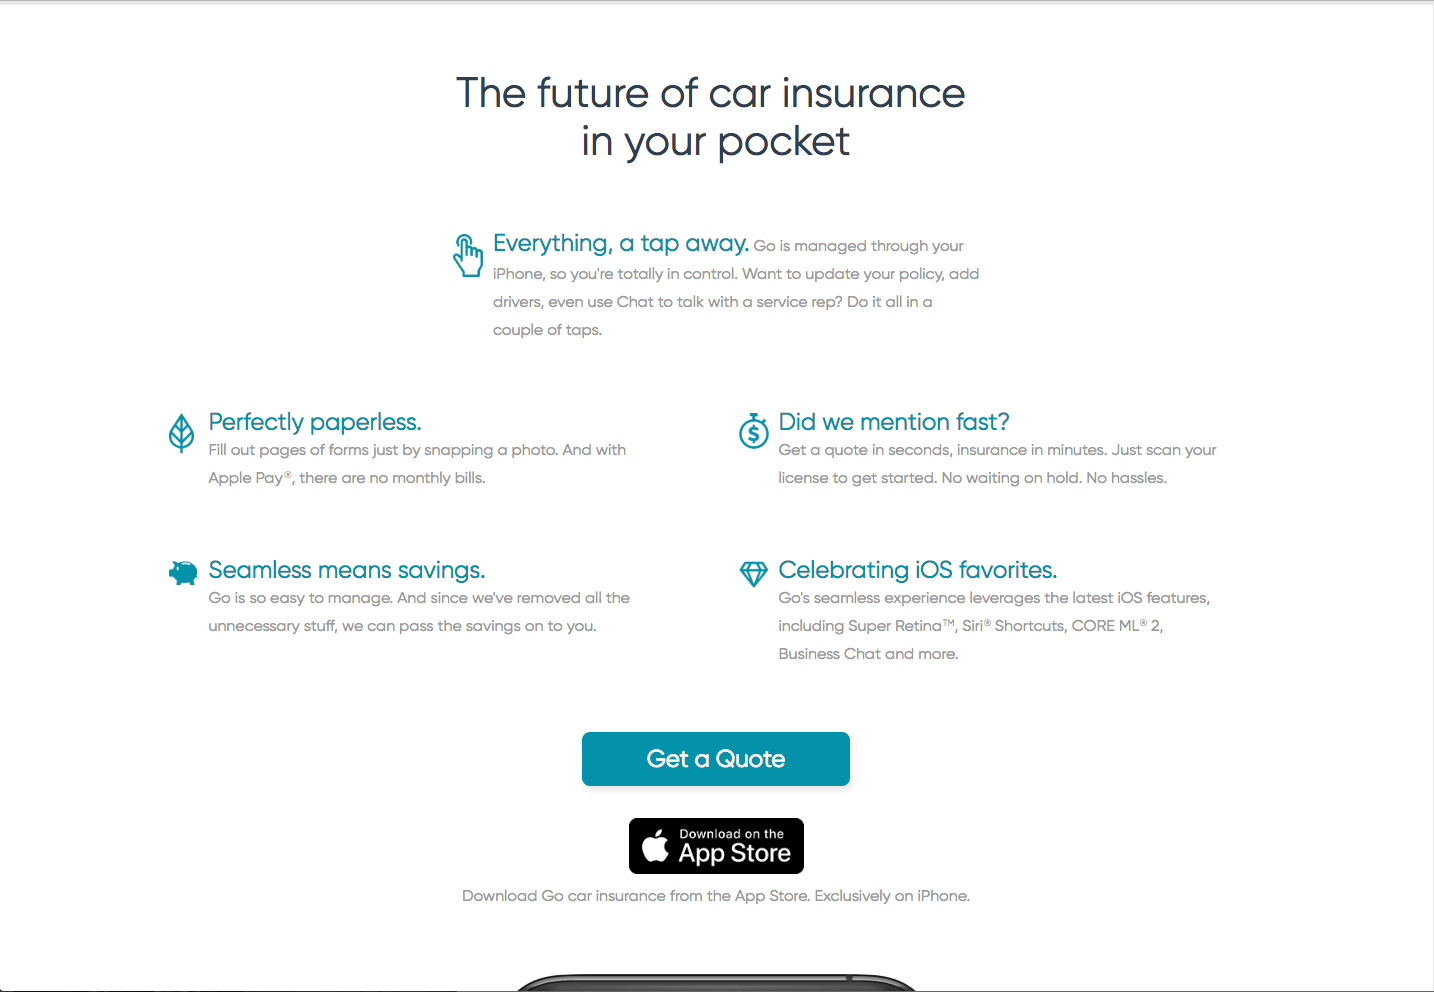 The future of car insurance
in your pocket
Everything, a tap away. Go is managed through your
iPhone, so you're totally in control. Want to update your policy, add
drivers, even use Chat to talk with a service rep? Do it all in a
couple of taps.
Perfectly paperless.
Fill out pages of forms just by snapping a photo. And with
Apple Pay®, there are no monthly bills.
Did we mention fast?
Get a quote in seconds, insurance in minutes. Just scan your
license to get started. No waiting on hold. No hassles.
Seamless means savings.
Go is so easy to manage. And since we've removed all the
unnecessary stuff, we can pass the savings on to you.
Celebrating iOS favorites.
Go's seamless experience leverages the latest iOS features,
including Super Retina™, Siri® Shortcuts, CORE ML® 2,
Business Chat and more.
Get a Quote
Download on the
App Store
Download Go car insurance from the App Store. Exclusively on iPhone.